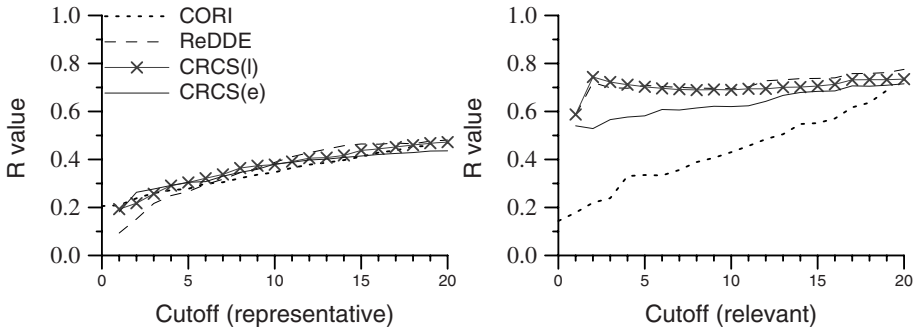 CORI
ReDDE
CRCS(l)
CRCS(e)
R value
1.0
0.8
0.6
0.4
0.2
0.0
0 5 10 15 20
Cutoff (representative)
R value
1.0
0.8
0.6
0.4
0.2
0.0
0 5 10 15 20
Cutoff (relevant)